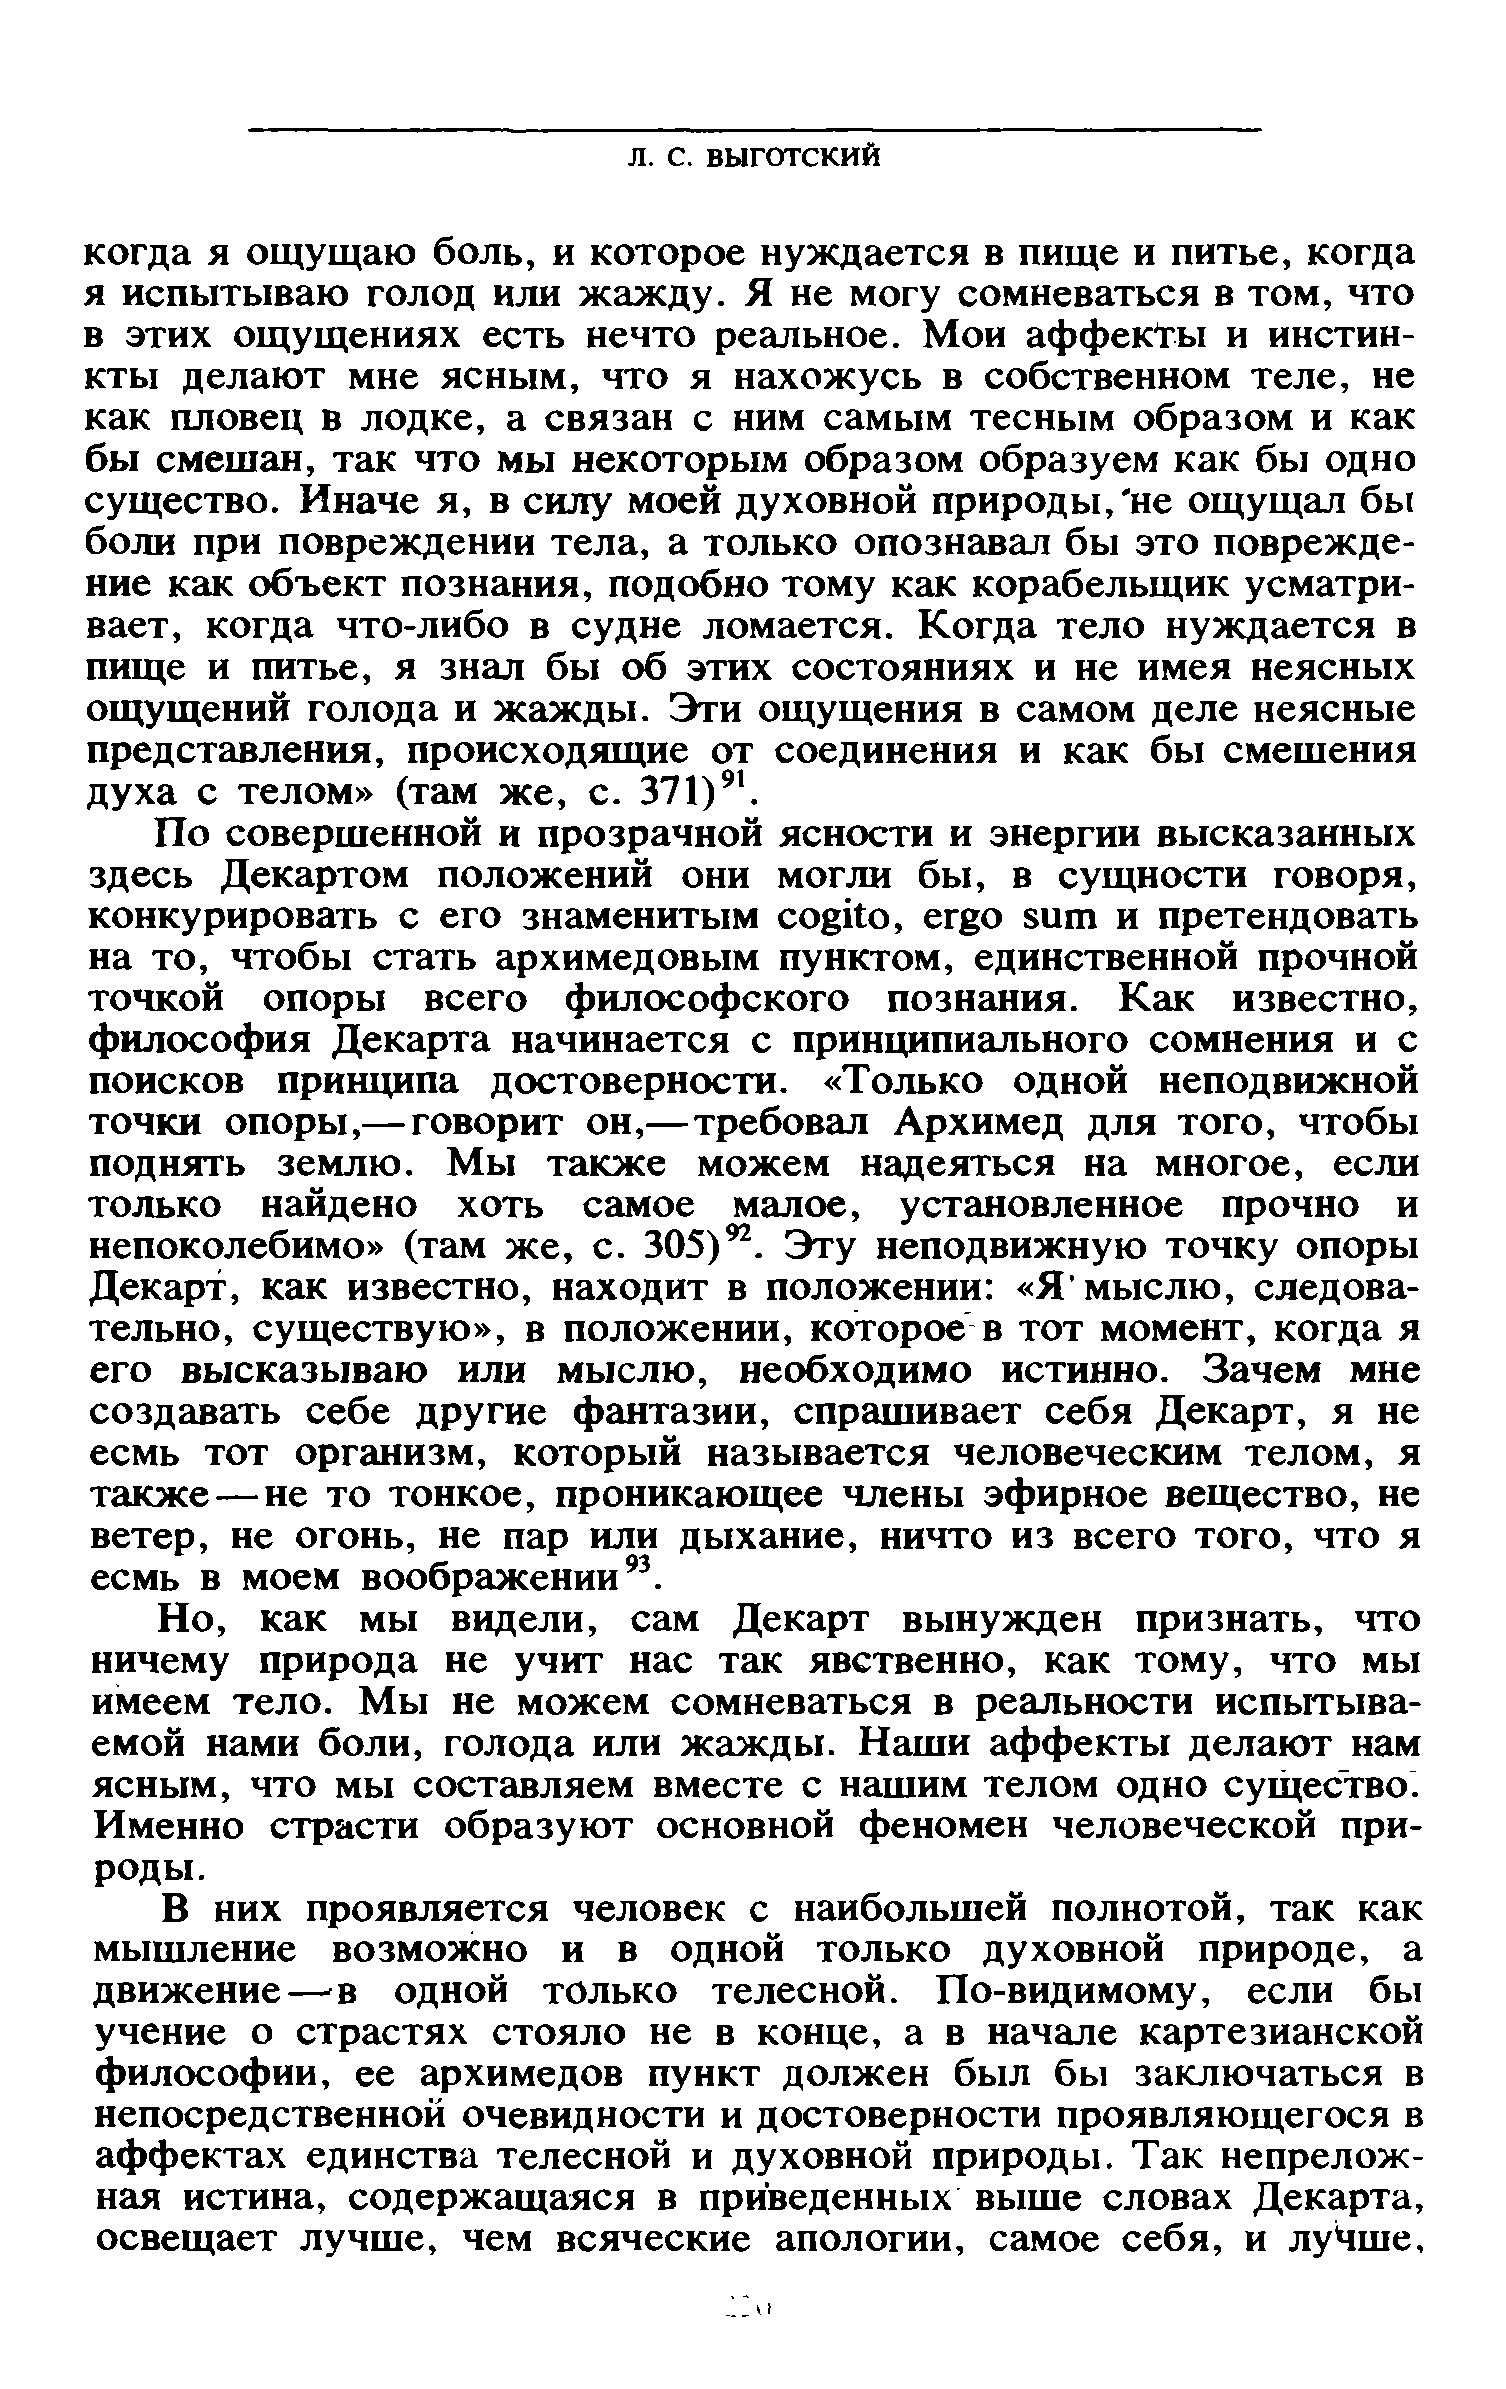 Л. С. ВЫГОТСКИЙ
когда я ощущаю боль, и которое нуждается в пище и питье, когда
я испытываю голод или жажду. Я не могу сомневаться в том, что
в этих ощущениях есть нечто реальное. Мои аффекты и инстин-
кты делают мне ясным, что я нахожусь в собственном теле, не
как пловец в лодке, а связан с ним самым тесным образом и как
бы смешан, так что мы некоторым образом образуем как бы одно
существо. Иначе я, в силу моей духовной природы, не ощущал бы
боли при повреждении тела, а только опознавал бы это поврежде-
ние как объект познания, подобно тому как корабельщик усматри-
вает, когда что-либо в судне ломается. Когда тело нуждается в
пище и питье, я знал бы об этих состояниях и не имея неясных
ощущений голода и жажды. Эти ощущения в самом деле неясные
представления, происходящие от соединения и как бы смешения
духа с телом» (там же, с. 371)⁹¹.
По совершенной и прозрачной ясности и энергии высказанных
здесь Декартом положений они могли бы, в сущности говоря,
конкурировать с его знаменитым cogito, ergo sum и претендовать
на то, чтобы стать архимедовым пунктом, единственной прочной
точкой опоры всего философского познания. Как известно,
философия Декарта начинается с принципиального сомнения и с
поисков принципа достоверности. «Только одной неподвижной
точки опоры,—говорит он,—требовал Архимед для того, чтобы
поднять землю. Мы также можем надеяться на многое, если
только найдено хоть самое малое, установленное прочно и
непоколебимо» (там же, с. 305)⁹². Эту неподвижную точку опоры
Декарт, как известно, находит в положении: «Я мыслю, следова-
тельно, существую», в положении, которое в тот момент, когда я
его высказываю или мыслю, необходимо истинно. Зачем мне
создавать себе другие фантазии, спрашивает себя Декарт, я не
есмь тот организм, который называется человеческим телом, я
также—не то тонкое, проникающее члены эфирное вещество, не
ветер, не огонь, не пар или дыхание, ничто из всего того, что я
есмь в моем воображении⁹³.
Но, как мы видели, сам Декарт вынужден признать, что
ничему природа не учит нас так явственно, как тому, что мы
имеем тело. Мы не можем сомневаться в реальности испытыва-
емой нами боли, голода или жажды. Наши аффекты делают нам
ясным, что мы составляем вместе с нашим телом одно существо.
Именно страсти образуют основной феномен человеческой при-
роды.
В них проявляется человек с наибольшей полнотой, так как
мышление возможно и в одной только духовной природе, а
движение—в одной только телесной. По-видимому, если бы
учение о страстях стояло не в конце, а в начале картезианской
философии, ее архимедов пункт должен был бы заключаться в
непосредственной очевидности и достоверности проявляющегося в
аффектах единства телесной и духовной природы. Так непрелож-
ная истина, содержащаяся в приведенных выше словах Декарта,
освещает лучше, чем всяческие апологии, самое себя, и лучше,